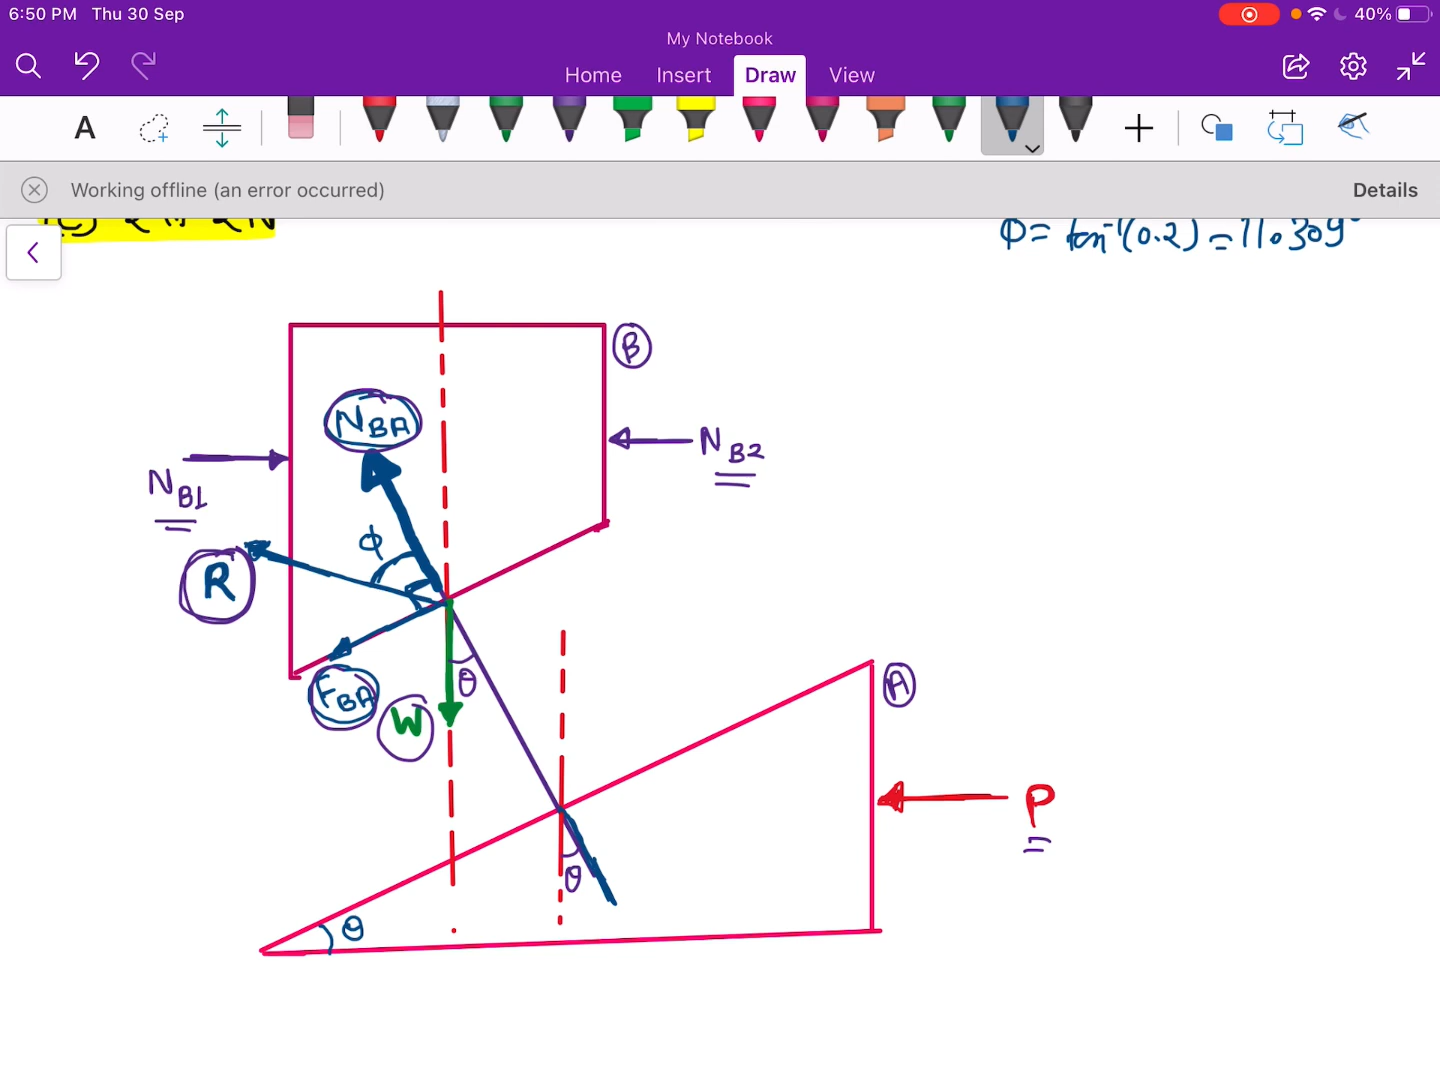 6:50 PM Thu 30 Sep
40%
My Notebook
Home Insert Draw View
A
Working offline (an error occurred)
Details
Φ= tan⁻¹(0.2) = 11.309°
B
N_BA
N_B1
N_B2
φ
R
F_BA
θ
W
A
P
θ
θ